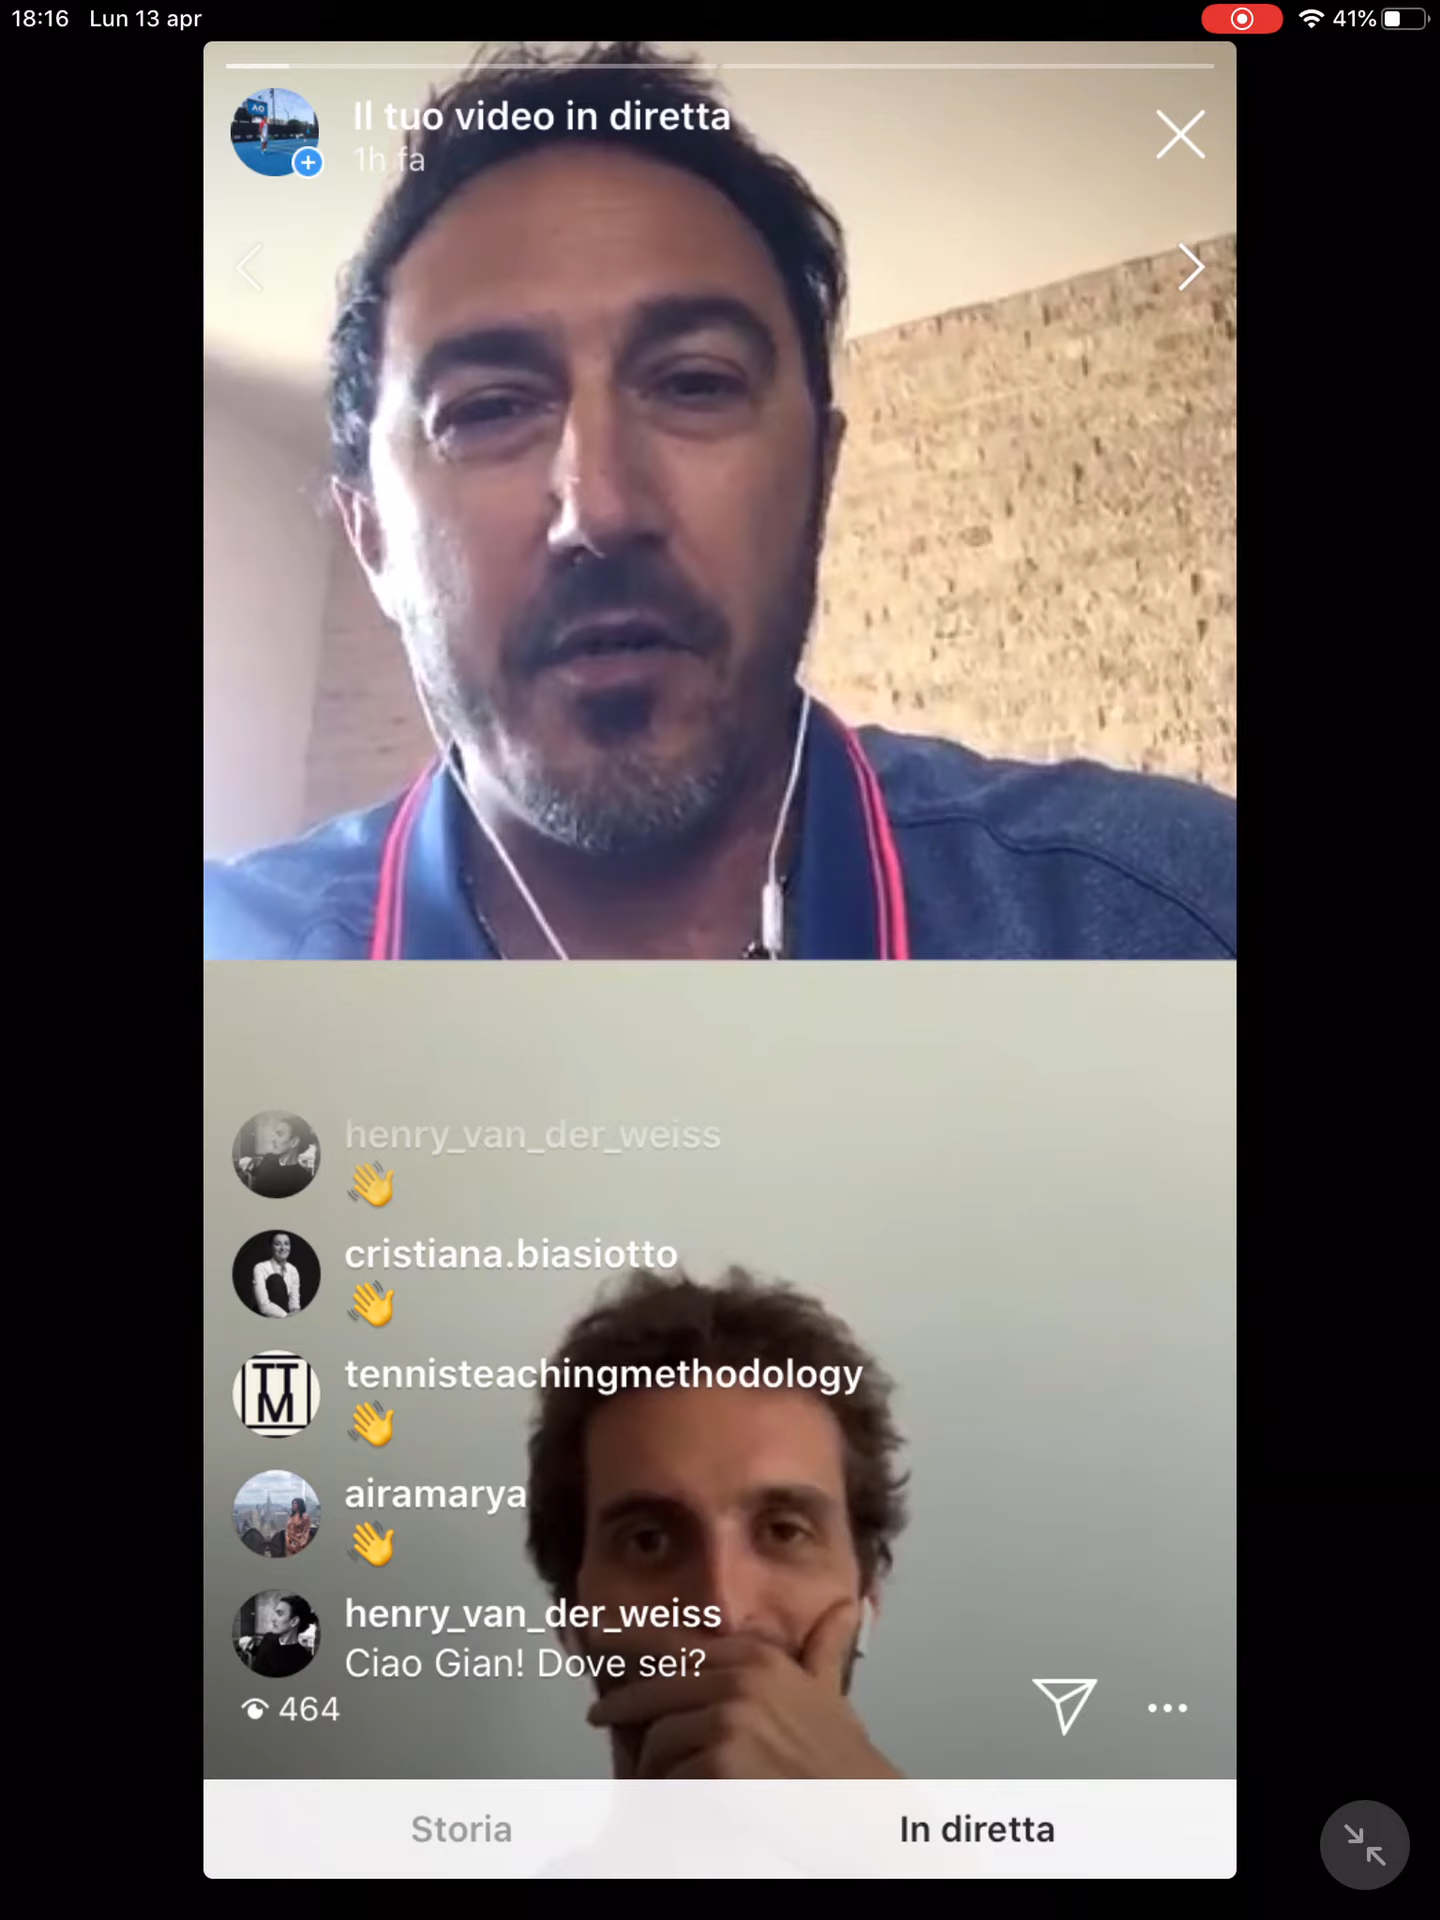 18:16 Lun 13 apr 41%
Il tuo video in diretta
1h fa
henry_van_der_weiss
👋
cristiana.biasiotto
👋
TTM
tennisteachingmethodology
👋
airamarya
👋
henry_van_der_weiss
Ciao Gian! Dove sei?
464
Storia In diretta